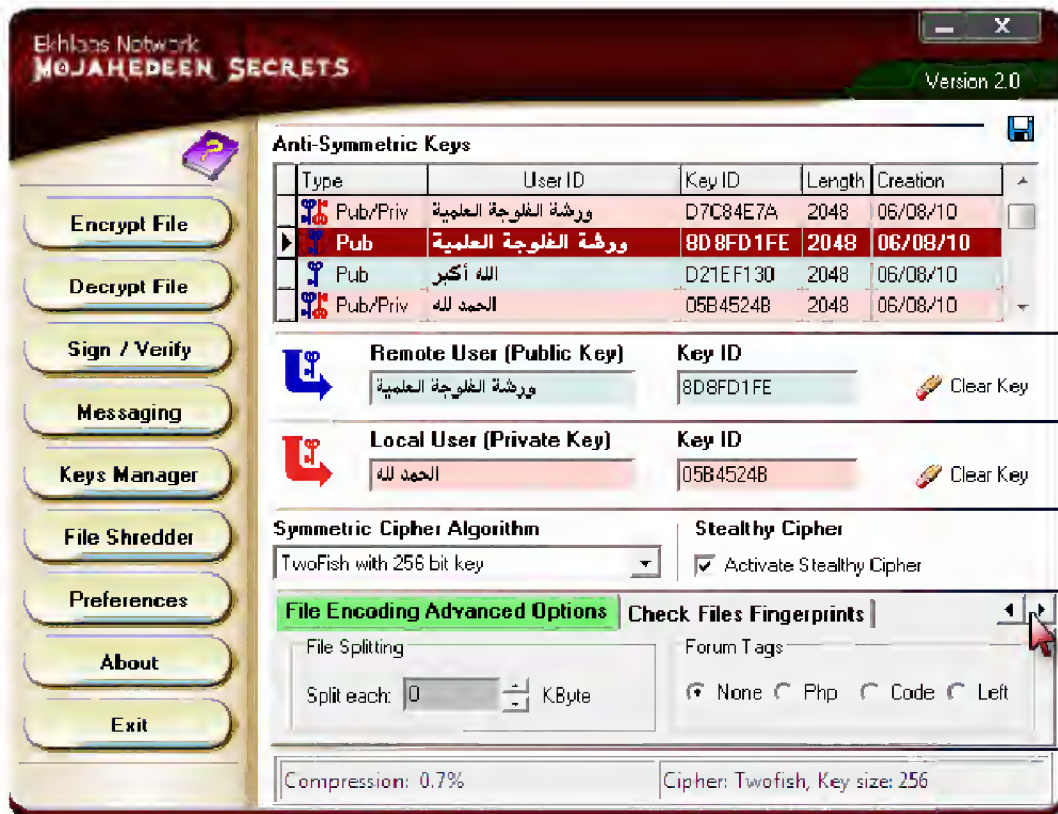 Ekhlaas Network
MOJAHEDEEN SECRETS
X
Version 2.0
?
Anti-Symmetric Keys
Type User ID Key ID Length Creation
Pub/Priv ورشة الفلوجة العلمية D7C84E7A 2048 06/08/10
Pub ورشة الفلوجة العلمية 8D8FD1FE 2048 06/08/10
Pub الله أكبر D21EF130 2048 06/08/10
Pub/Priv الحمد لله 05B4524B 2048 06/08/10
Encrypt File
Decrypt File
Sign / Verify
Messaging
Keys Manager
File Shredder
Preferences
About
Exit
Remote User (Public Key) Key ID
ورشة الفلوجة العلمية 8D8FD1FE Clear Key
Local User (Private Key) Key ID
الحمد لله 05B4524B Clear Key
Symmetric Cipher Algorithm Stealthy Cipher
TwoFish with 256 bit key Activate Stealthy Cipher
File Encoding Advanced Options Check Files Fingerprints
File Splitting Forum Tags
Split each: 0 KByte None Php Code Left
Compression: 0.7% Cipher: Twofish, Key size: 256